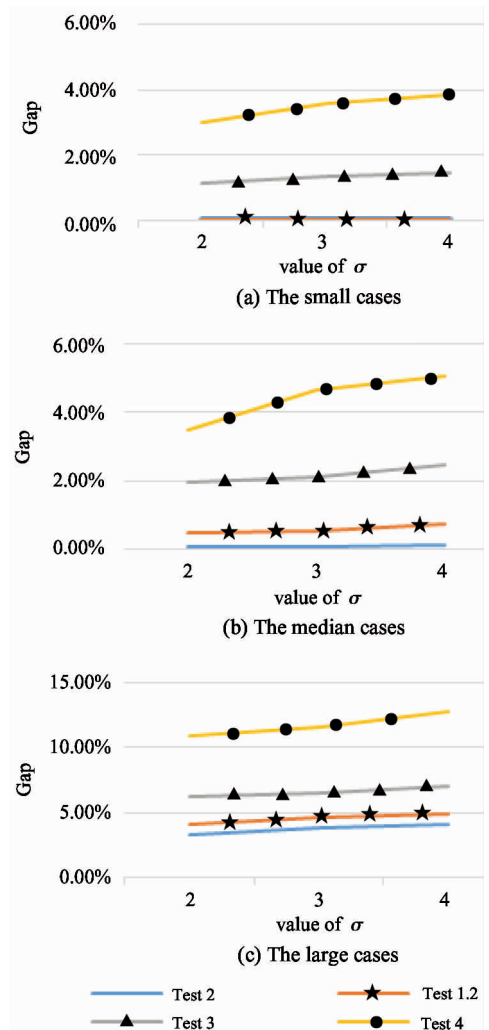 6.00%
4.00%
Gap
2.00%
0.00%
2 3 4
value of σ
(a) The small cases
6.00%
4.00%
Gap
2.00%
0.00%
2 3 4
value of σ
(b) The median cases
15.00%
10.00%
Gap
5.00%
0.00%
2 3 4
value of σ
(c) The large cases
Test 2 Test 1.2
Test 3 Test 4